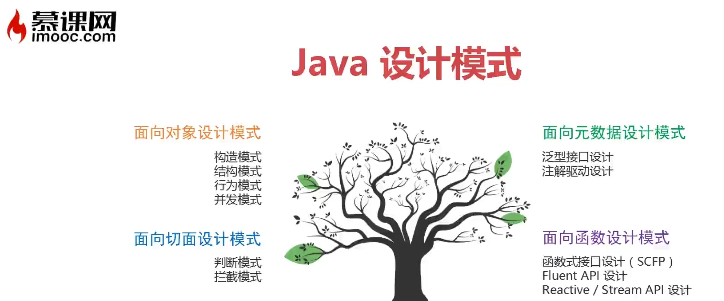 慕课网
imooc.com
Java 设计模式
面向对象设计模式
构造模式
结构模式
行为模式
并发模式
面向切面设计模式
判断模式
拦截模式
面向元数据设计模式
泛型接口设计
注解驱动设计
面向函数设计模式
函数式接口设计（SCFP）
Fluent API 设计
Reactive / Stream API 设计